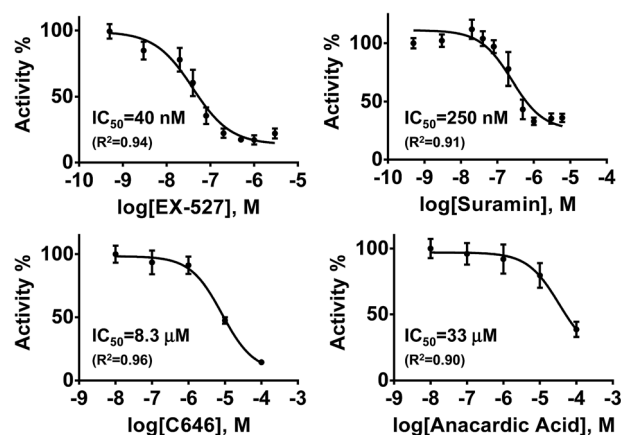 Activity %
100
50
0
IC50=40 nM
(R2=0.94)
-10 -9 -8 -7 -6 -5
log[EX-527], M
Activity %
100
50
0
IC50=250 nM
(R2=0.91)
-10 -9 -8 -7 -6 -5 -4
log[Suramin], M
Activity %
100
50
0
IC50=8.3 µM
(R2=0.96)
-9 -8 -7 -6 -5 -4 -3
log[C646], M
Activity %
100
50
0
IC50=33 µM
(R2=0.90)
-9 -8 -7 -6 -5 -4 -3
log[Anacardic Acid], M